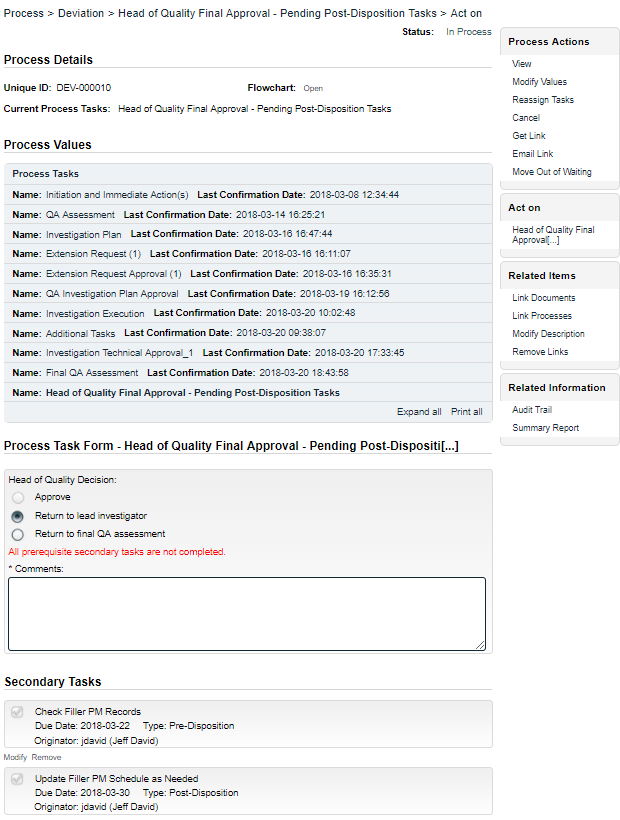 Process > Deviation > Head of Quality Final Approval - Pending Post-Disposition Tasks > Act on
Status: In Process
Process Details
Unique ID: DEV-000010 Flowchart: Open
Current Process Tasks: Head of Quality Final Approval - Pending Post-Disposition Tasks
Process Values
Process Tasks
Name: Initiation and Immediate Action(s) Last Confirmation Date: 2018-03-08 12:34:44
Name: QA Assessment Last Confirmation Date: 2018-03-14 16:25:21
Name: Investigation Plan Last Confirmation Date: 2018-03-16 16:47:44
Name: Extension Request (1) Last Confirmation Date: 2018-03-16 16:11:07
Name: Extension Request Approval (1) Last Confirmation Date: 2018-03-16 16:35:31
Name: QA Investigation Plan Approval Last Confirmation Date: 2018-03-19 16:12:56
Name: Investigation Execution Last Confirmation Date: 2018-03-20 10:02:48
Name: Additional Tasks Last Confirmation Date: 2018-03-20 09:38:07
Name: Investigation Technical Approval_1 Last Confirmation Date: 2018-03-20 17:33:45
Name: Final QA Assessment Last Confirmation Date: 2018-03-20 18:43:58
Name: Head of Quality Final Approval - Pending Post-Disposition Tasks
Expand all Print all
Process Task Form - Head of Quality Final Approval - Pending Post-Dispositi[...]
Head of Quality Decision:
Approve
Return to lead investigator
Return to final QA assessment
All prerequisite secondary tasks are not completed.
* Comments:
Secondary Tasks
Check Filler PM Records
Due Date: 2018-03-22 Type: Pre-Disposition
Originator: jdavid (Jeff David)
Modify Remove
Update Filler PM Schedule as Needed
Due Date: 2018-03-30 Type: Post-Disposition
Originator: jdavid (Jeff David)
Process Actions
View
Modify Values
Reassign Tasks
Cancel
Get Link
Email Link
Move Out of Waiting
Act on
Head of Quality Final
Approval[...]
Related Items
Link Documents
Link Processes
Modify Description
Remove Links
Related Information
Audit Trail
Summary Report